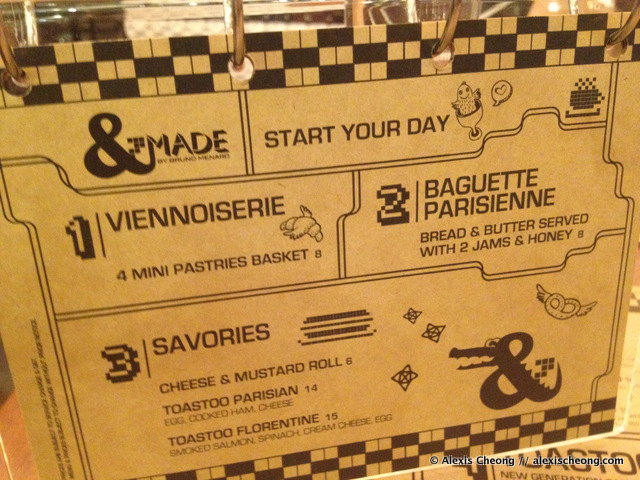 &MADE
BY BRUNO MENARD
START YOUR DAY
1 VIENNOISERIE
4 MINI PASTRIES BASKET 8
2 BAGUETTE
PARISIENNE
BREAD & BUTTER SERVED
WITH 2 JAMS & HONEY 8
3 SAVORIES
CHEESE & MUSTARD ROLL 6
TOASTOO PARISIAN 14
EGG, COOKED HAM, CHEESE
TOASTOO FLORENTINE 15
SMOKED SALMON, SPINACH, CREAM CHEESE, EGG
&
© Alexis Cheong // alexischeong.com
NEW GENERATION